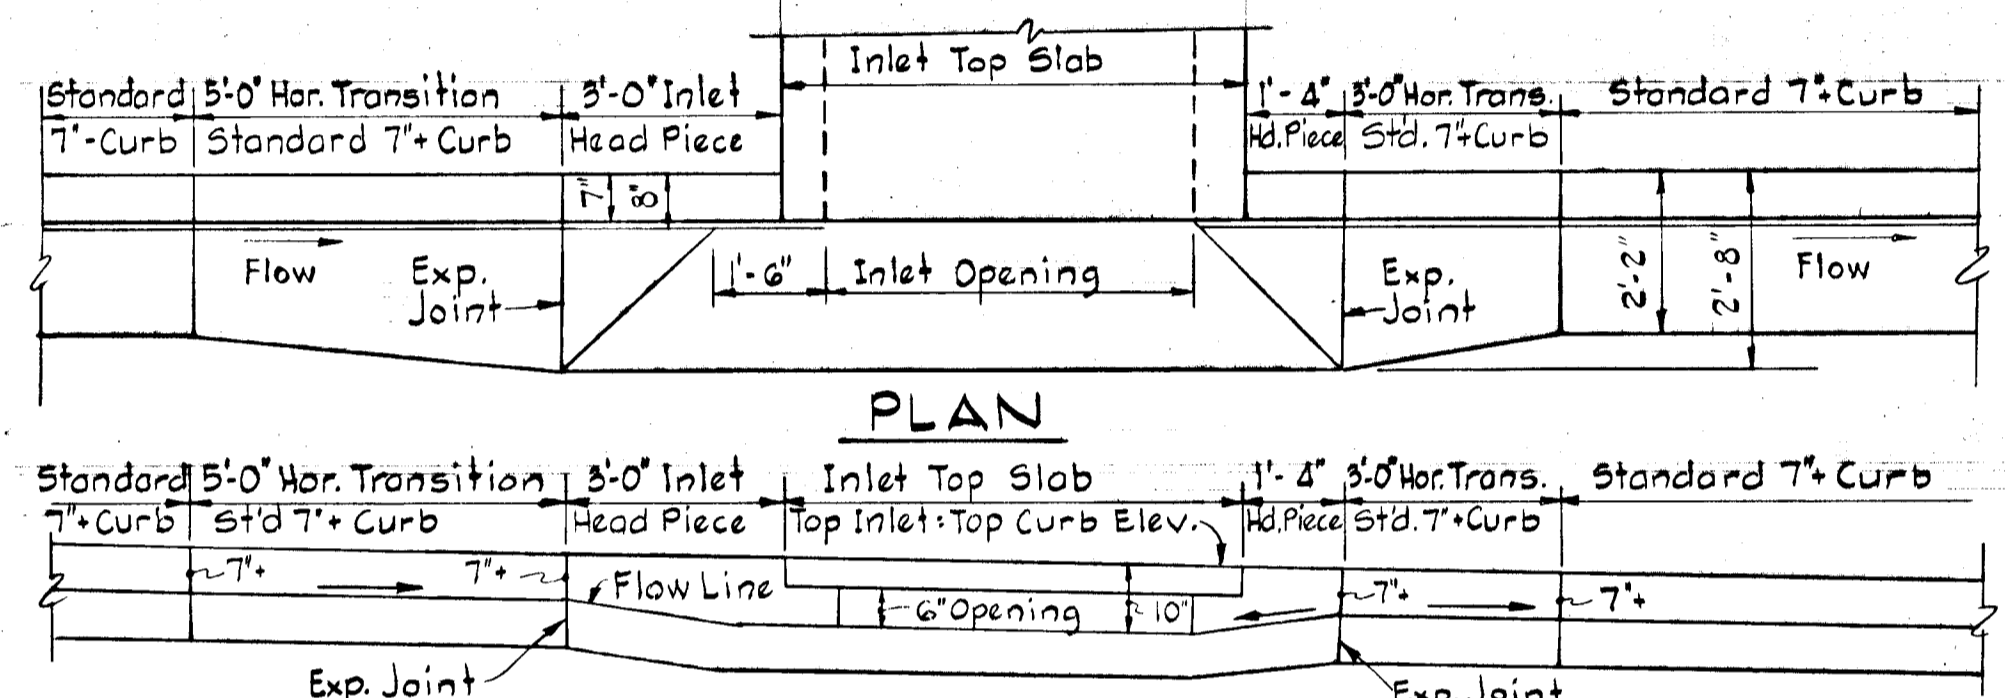 Inlet Top Slab
Standard 5'-0" Hor. Transition 3'-0" Inlet 1'-4" 3'-0" Hor. Trans. Standard 7"+ Curb
7"-Curb Standard 7"+ Curb Head Piece Hd. Piece Std. 7"+ Curb
7" 8"
Flow Exp. Joint 1'-6" Inlet Opening Exp. Joint 2'-2" 2'-8" Flow
PLAN
Standard 5'-0" Hor. Transition 3'-0" Inlet Inlet Top Slab 1'-4" 3'-0" Hor. Trans. Standard 7"+ Curb
7"+ Curb St'd 7"+ Curb Head Piece Top Inlet = Top Curb Elev. Hd. Piece St'd. 7"+ Curb
7"+ 7"+ Flow Line 6" Opening 10" 7"+ 7"+
Exp. Joint Exp. Joint